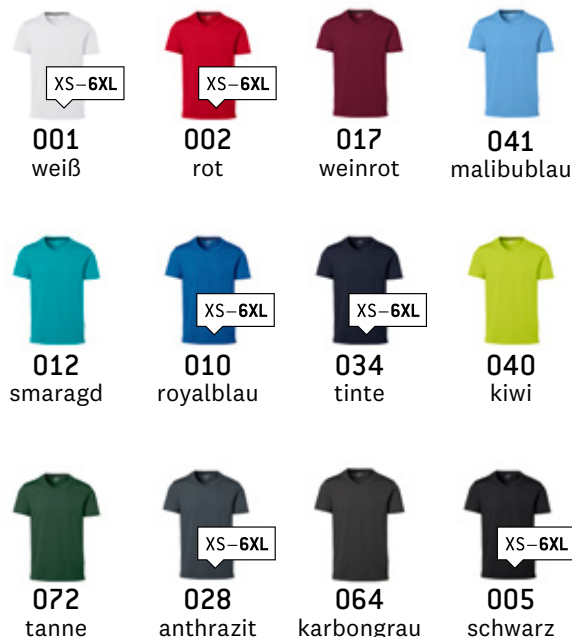 XS–6XL
XS–6XL
001
002
017
041
weiß
rot
weinrot
malibublau
XS–6XL
XS–6XL
012
010
034
040
smaragd
royalblau
tinte
kiwi
XS–6XL
XS–6XL
072
028
064
005
tanne
anthrazit
karbongrau
schwarz